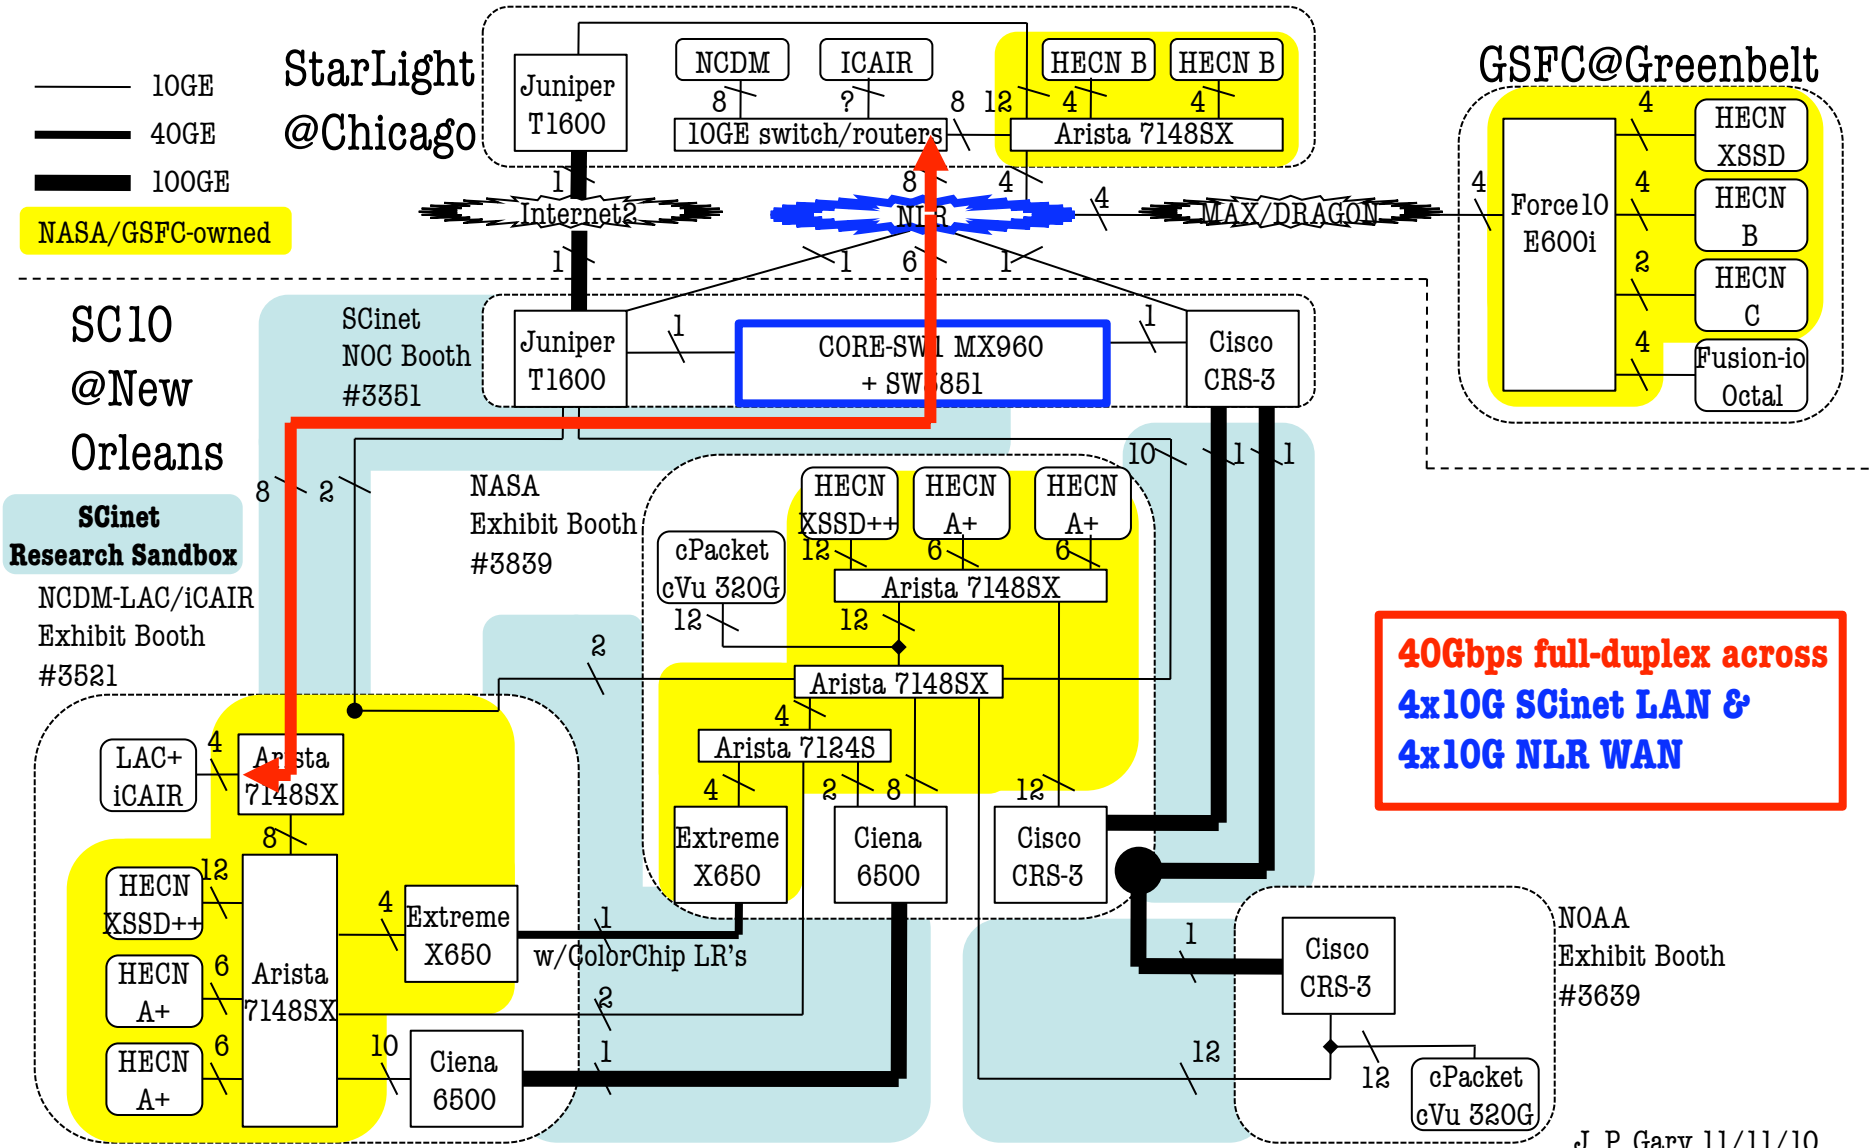 10GE
40GE
100GE
NASA/GSFC-owned
StarLight
@Chicago
Juniper
T1600
NCDM
ICAIR
HECN B
HECN B
8
?
8
12
4
4
10GE switch/routers
Arista 7148SX
1
8
4
4
Internet2
NLR
MAX/DRAGON
1
1
6
1
GSFC@Greenbelt
4
Force10
E600i
4
HECN
XSSD
4
HECN
B
2
HECN
C
4
Fusion-io
Octal
SC10
@New
Orleans
SCinet
NOC Booth
#3351
Juniper
T1600
1
CORE-SW1 MX960
+ SW5851
1
Cisco
CRS-3
8
2
10
1
1
SCinet
Research Sandbox
NCDM-LAC/iCAIR
Exhibit Booth
#3521
NASA
Exhibit Booth
#3839
cPacket
cVu 320G
HECN
XSSD++
HECN
A+
HECN
A+
12
6
6
Arista 7148SX
12
12
2
Arista 7148SX
4
Arista 7124S
4
2
8
12
Extreme
X650
Ciena
6500
Cisco
CRS-3
40Gbps full-duplex across
4x10G SCinet LAN &
4x10G NLR WAN
LAC+
iCAIR
4
Arista
7148SX
8
HECN
XSSD++
12
HECN
A+
6
HECN
A+
6
Arista
7148SX
4
Extreme
X650
1
w/ColorChip LR's
2
10
Ciena
6500
1
1
Cisco
CRS-3
NOAA
Exhibit Booth
#3639
12
12
cPacket
cVu 320G
J. P. Gary 11/11/10